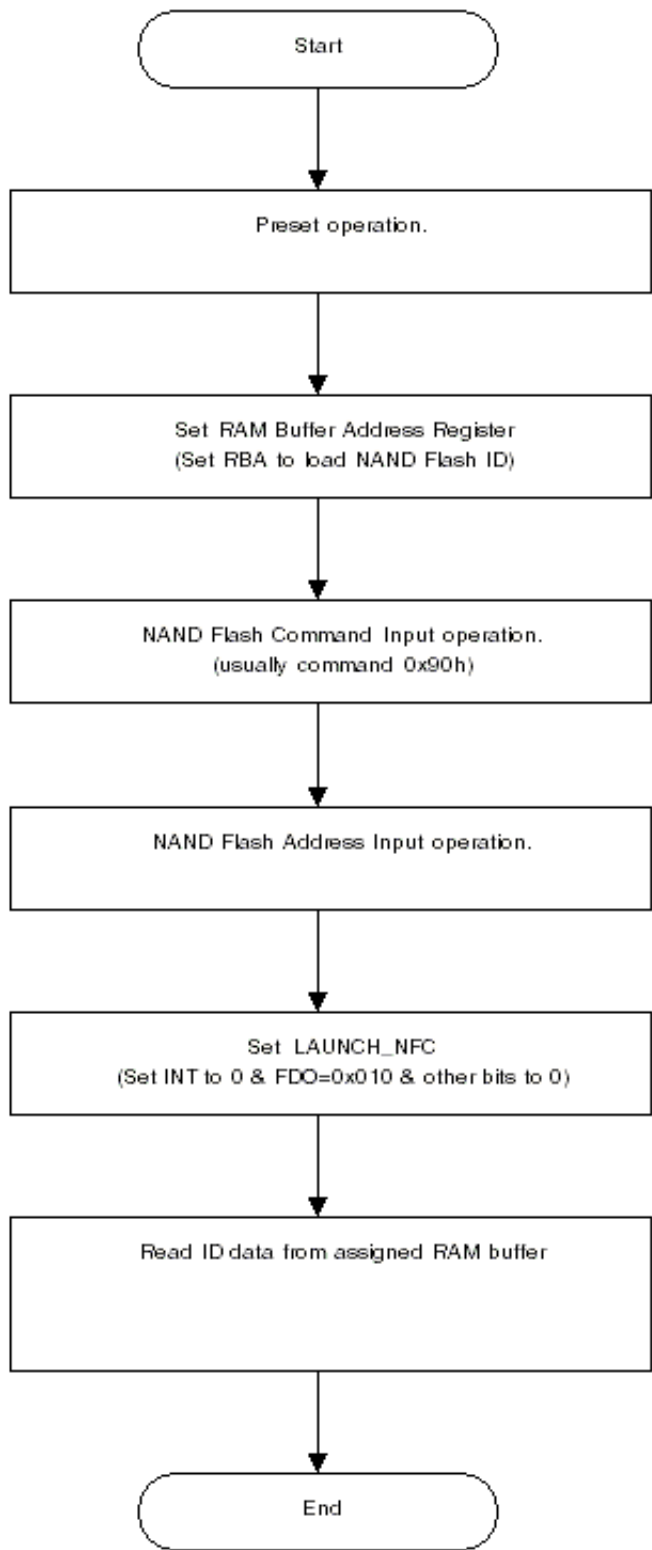 Start
Preset operation.
Set RAM Buffer Address Register
(Set RBA to load NAND Flash ID)
NAND Flash Command Input operation.
(usually command 0x90h)
NAND Flash Address Input operation.
Set LAUNCH_NFC
(Set INT to 0 & FDO=0x010 & other bits to 0)
Read ID data from assigned RAM buffer
End